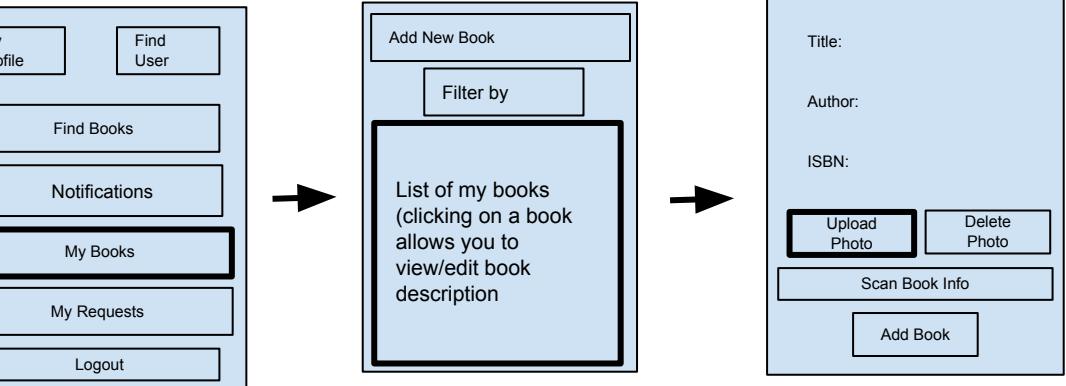 Find
User
Find Books
Notifications
My Books
My Requests
Logout
Add New Book
Filter by
List of my books
(clicking on a book
allows you to
view/edit book
description
Title:
Author:
ISBN:
Upload
Photo
Delete
Photo
Scan Book Info
Add Book